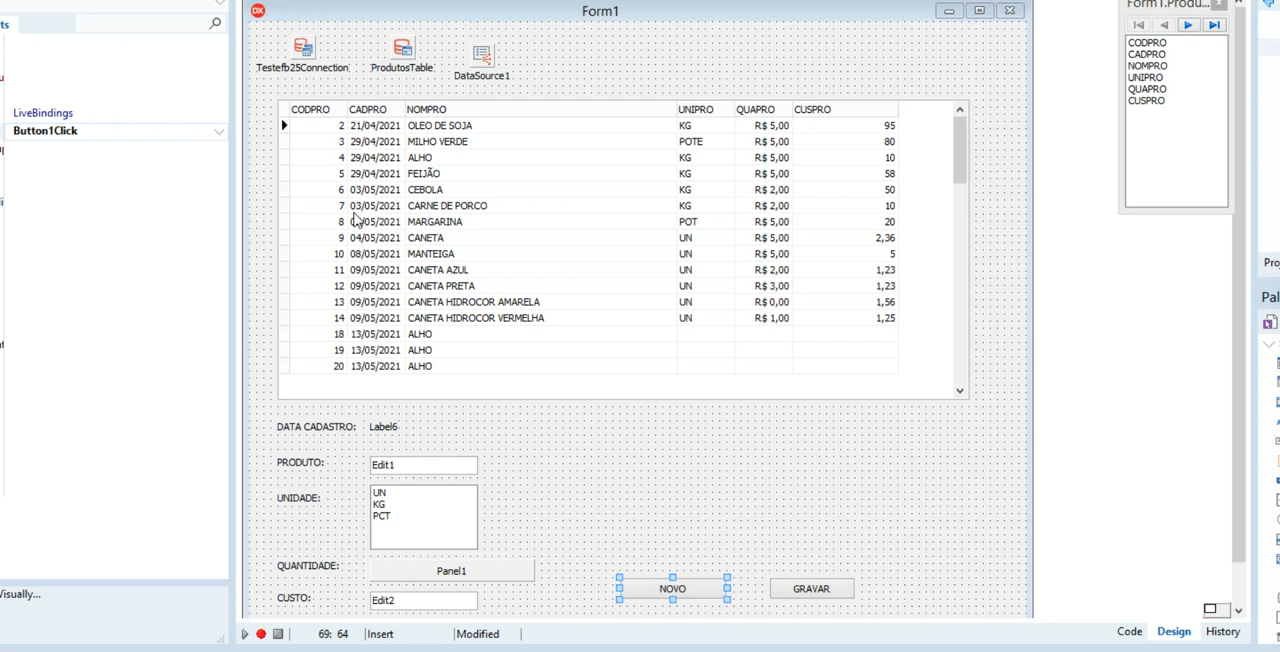 DX
Form1
Form1.Produ...
ts
Testefb25Connection
ProdutosTable
DataSource1
LiveBindings
Button1Click
CODPRO
CADPRO
NOMPRO
UNIPRO
QUAPRO
CUSPRO
CODPRO CADPRO NOMPRO UNIPRO QUAPRO CUSPRO
2 21/04/2021 OLEO DE SOJA KG R$ 5,00 95
3 29/04/2021 MILHO VERDE POTE R$ 5,00 80
4 29/04/2021 ALHO KG R$ 5,00 10
5 29/04/2021 FEIJÃO KG R$ 5,00 58
6 03/05/2021 CEBOLA KG R$ 2,00 50
7 03/05/2021 CARNE DE PORCO KG R$ 2,00 10
8 /05/2021 MARGARINA POT R$ 5,00 20
9 04/05/2021 CANETA UN R$ 5,00 2,36
10 08/05/2021 MANTEIGA UN R$ 5,00 5
11 09/05/2021 CANETA AZUL UN R$ 2,00 1,23
12 09/05/2021 CANETA PRETA UN R$ 3,00 1,23
13 09/05/2021 CANETA HIDROCOR AMARELA UN R$ 0,00 1,56
14 09/05/2021 CANETA HIDROCOR VERMELHA UN R$ 1,00 1,25
18 13/05/2021 ALHO
19 13/05/2021 ALHO
20 13/05/2021 ALHO
Proj
Pal
DATA CADASTRO: Label6
PRODUTO: Edit1
UNIDADE:
UN
KG
PCT
QUANTIDADE: Panel1
CUSTO: Edit2
NOVO
GRAVAR
Visually...
69: 64 Insert Modified
Code Design History